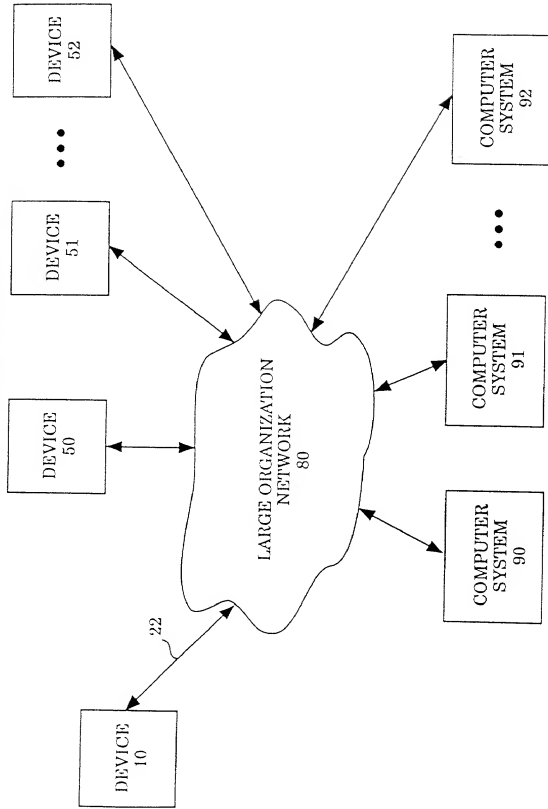 DEVICE
10
22
DEVICE
50
DEVICE
51
DEVICE
52
LARGE ORGANIZATION
NETWORK
80
COMPUTER
SYSTEM
90
COMPUTER
SYSTEM
91
COMPUTER
SYSTEM
92